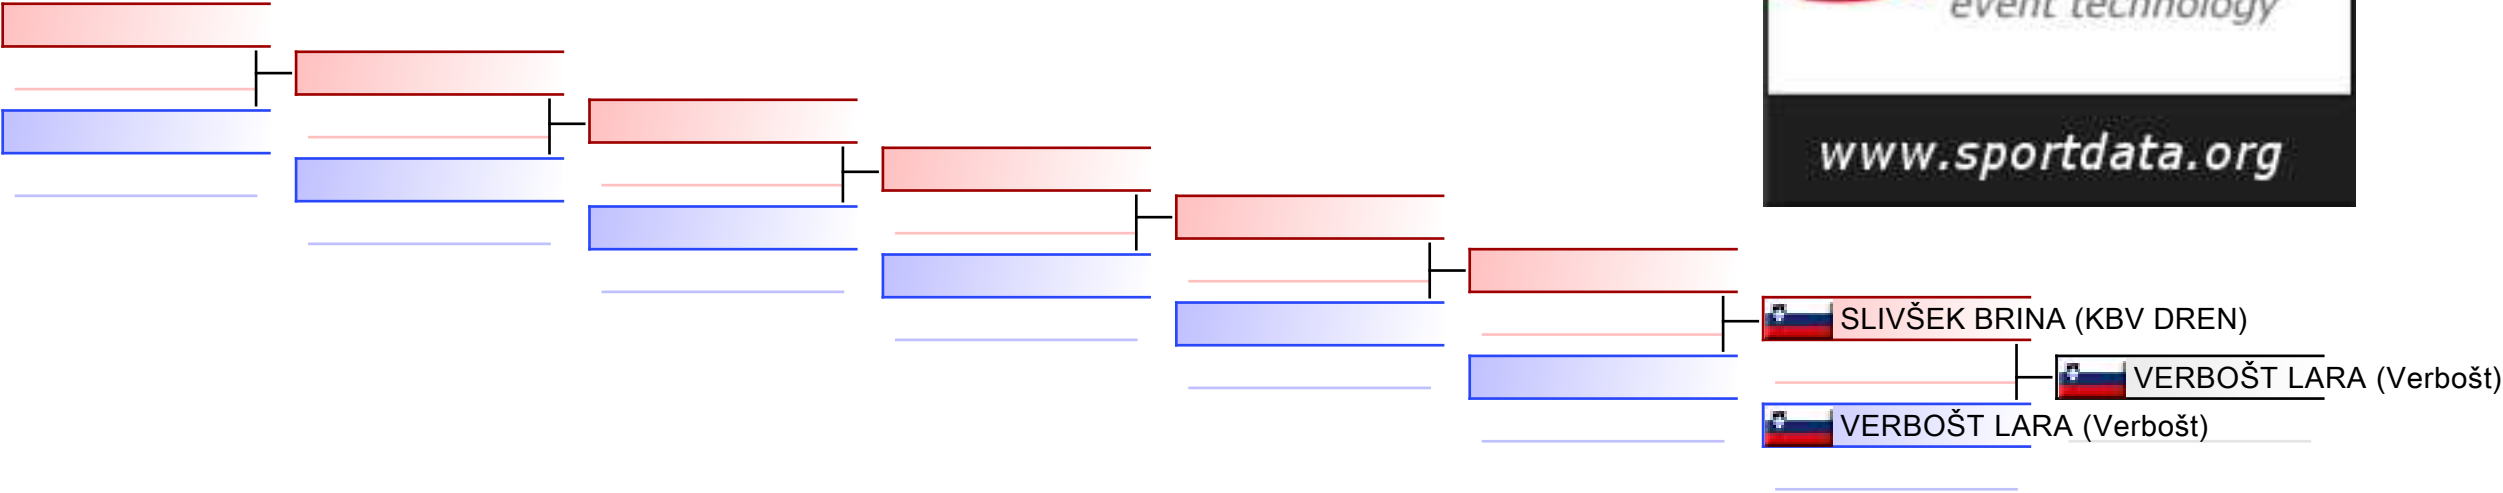 event technology
www.sportdata.org
SLIVŠEK BRINA (KBV DREN)
VERBOŠT LARA (Verbošt)
VERBOŠT LARA (Verbošt)